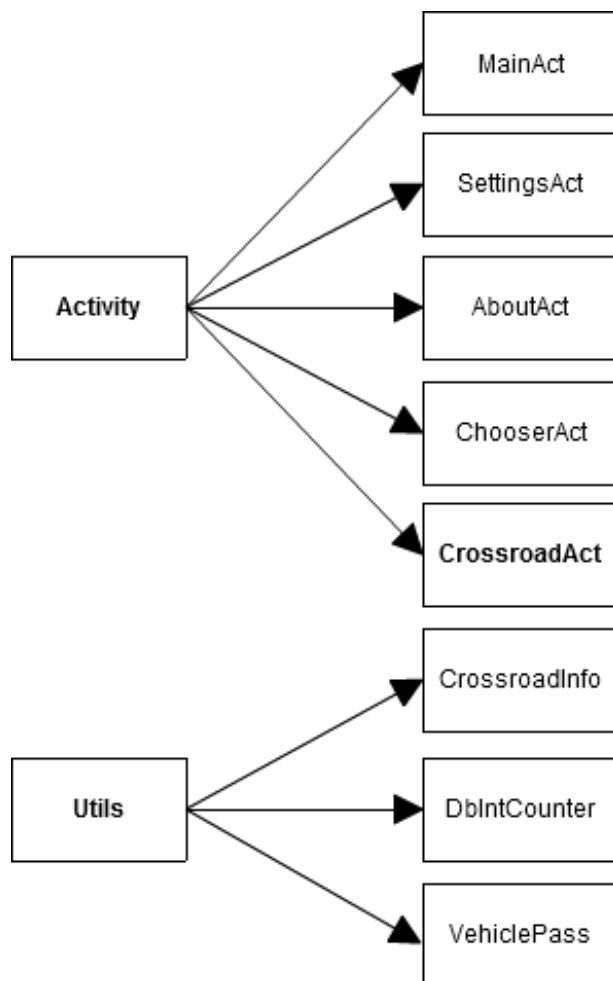 MainAct
SettingsAct
Activity
AboutAct
ChooserAct
CrossroadAct
CrossroadInfo
Utils
DbIntCounter
VehiclePass